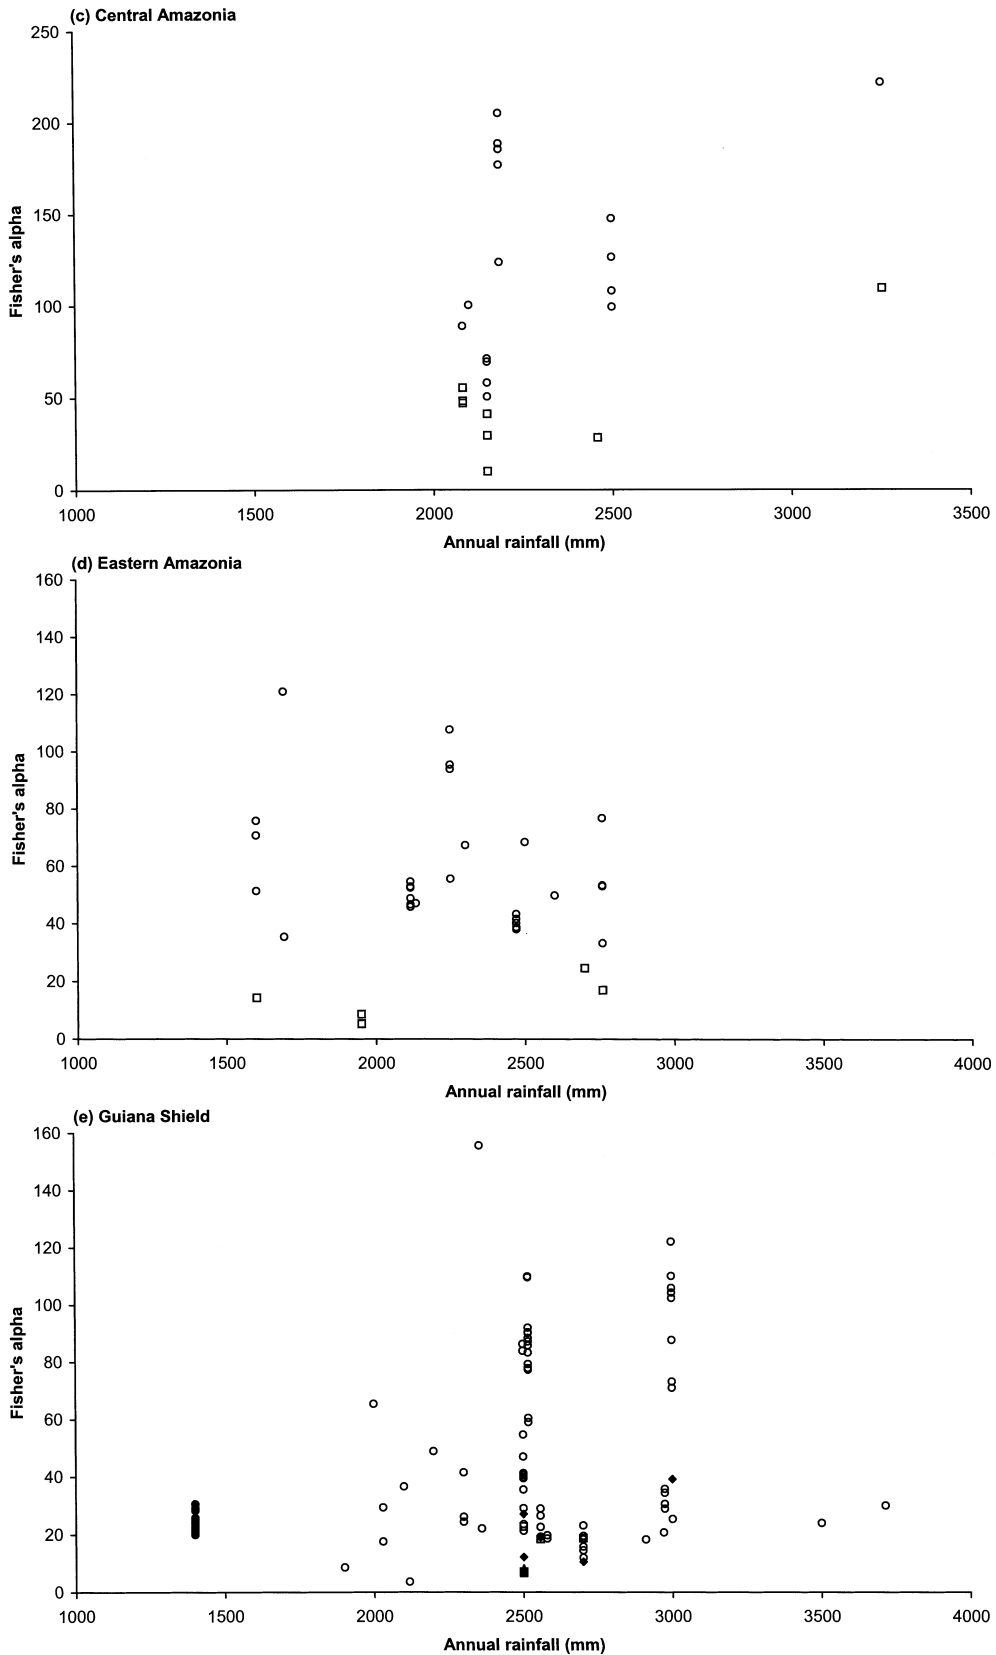 (c) Central Amazonia
250
200
150
100
50
0
Fisher's alpha
1000 1500 2000 2500 3000 3500
Annual rainfall (mm)
(d) Eastern Amazonia
160
140
120
100
80
60
40
20
0
Fisher's alpha
1000 1500 2000 2500 3000 3500 4000
Annual rainfall (mm)
(e) Guiana Shield
160
140
120
100
80
60
40
20
0
Fisher's alpha
1000 1500 2000 2500 3000 3500 4000
Annual rainfall (mm)